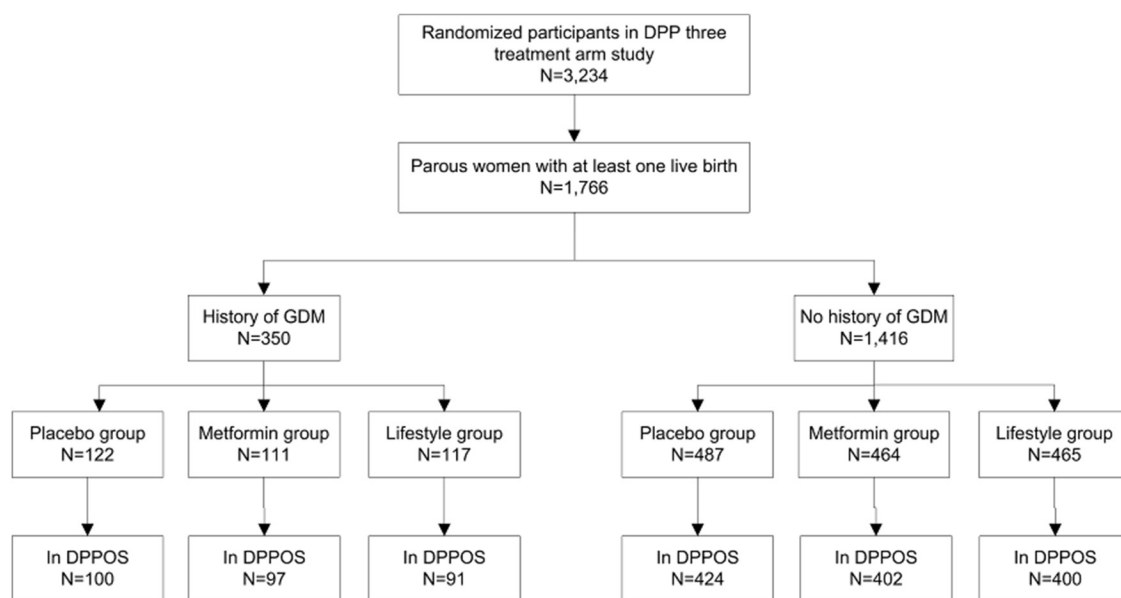 Randomized participants in DPP three
treatment arm study
N=3,234
Parous women with at least one live birth
N=1,766
History of GDM
N=350
No history of GDM
N=1,416
Placebo group
N=122
Metformin group
N=111
Lifestyle group
N=117
Placebo group
N=487
Metformin group
N=464
Lifestyle group
N=465
In DPPOS
N=100
In DPPOS
N=97
In DPPOS
N=91
In DPPOS
N=424
In DPPOS
N=402
In DPPOS
N=400